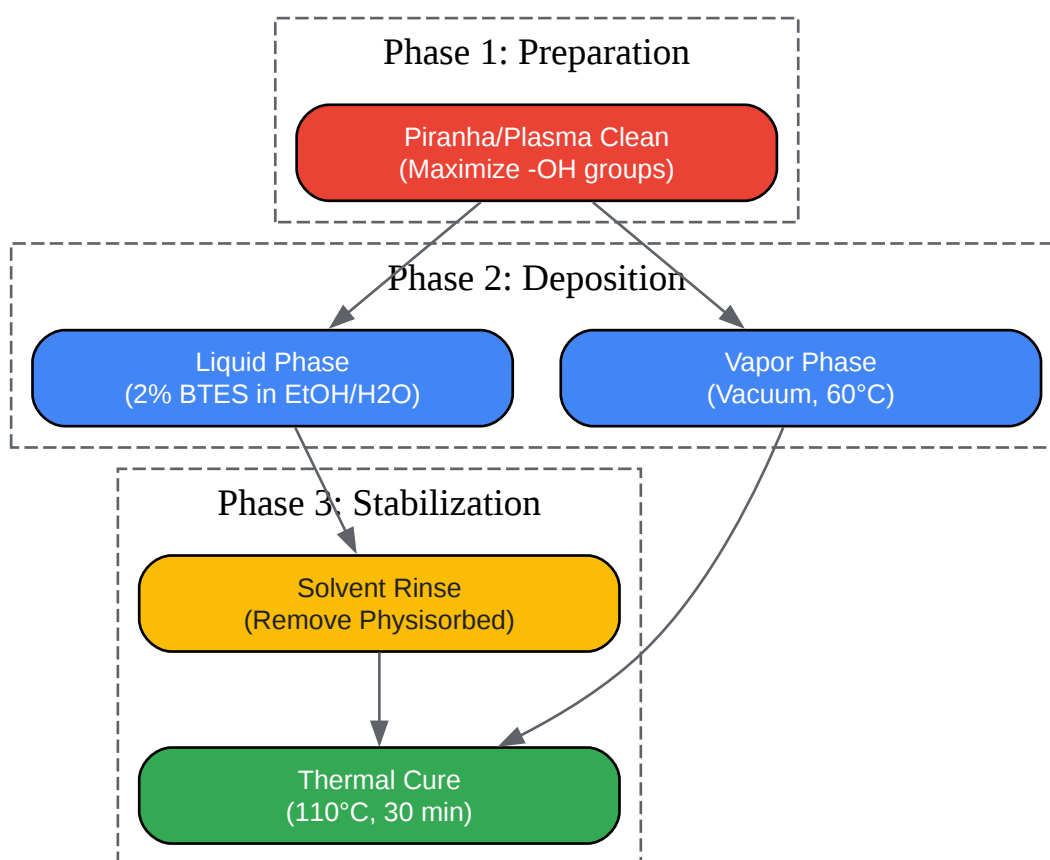 Phase 1: Preparation
Piranha/Plasma Clean
(Maximize -OH groups)
Phase 2: Deposition
Liquid Phase
(2% BTES in EtOH/H2O)
Vapor Phase
(Vacuum, 60°C)
Phase 3: Stabilization
Solvent Rinse
(Remove Physisorbed)
Thermal Cure
(110°C, 30 min)